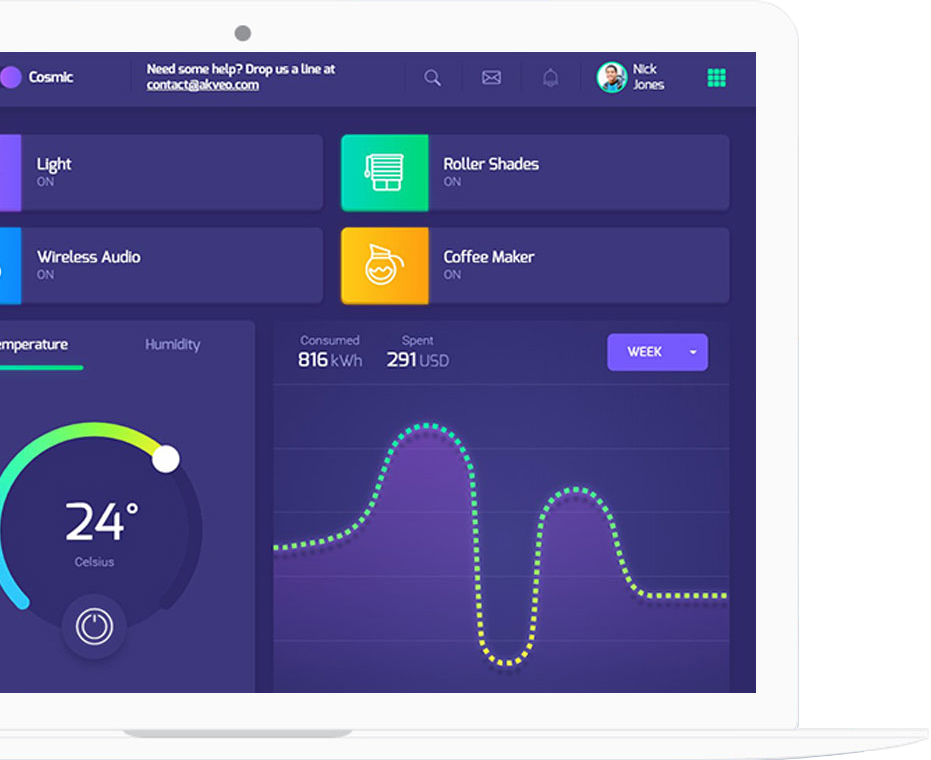 Cosmic
Need some help? Drop us a line at
contact@akveo.com
Nick
Jones
Light
ON
Roller Shades
ON
Wireless Audio
ON
Coffee Maker
ON
emperature
Humidity
Consumed
816 kWh
Spent
291 USD
WEEK
24°
Celsius